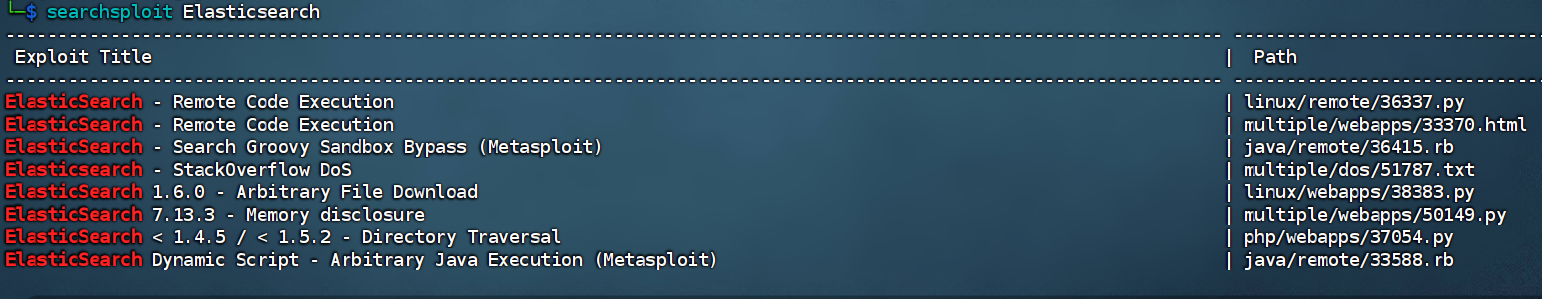 └─$ searchsploit Elasticsearch
---------------------------------------------------------------------------------------------------------------------- ------------------------------
Exploit Title | Path
---------------------------------------------------------------------------------------------------------------------- ------------------------------
ElasticSearch - Remote Code Execution | linux/remote/36337.py
ElasticSearch - Remote Code Execution | multiple/webapps/33370.html
ElasticSearch - Search Groovy Sandbox Bypass (Metasploit) | java/remote/36415.rb
Elasticsearch - StackOverflow DoS | multiple/dos/51787.txt
ElasticSearch 1.6.0 - Arbitrary File Download | linux/webapps/38383.py
ElasticSearch 7.13.3 - Memory disclosure | multiple/webapps/50149.py
ElasticSearch < 1.4.5 / < 1.5.2 - Directory Traversal | php/webapps/37054.py
ElasticSearch Dynamic Script - Arbitrary Java Execution (Metasploit) | java/remote/33588.rb